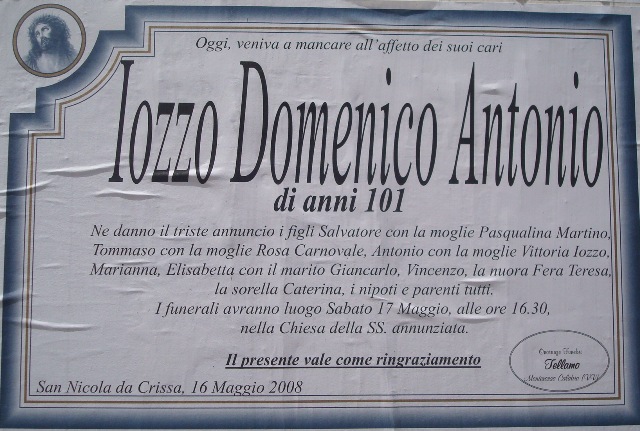 Oggi, veniva a mancare all'affetto dei suoi cari
Iozzo Domenico Antonio
di anni 101
Ne danno il triste annuncio i figli Salvatore con la moglie Pasqualina Martino,
Tommaso con la moglie Rosa Carnovale, Antonio con la moglie Vittoria Iozzo,
Marianna, Elisabetta con il marito Giancarlo, Vincenzo, la nuora Fera Teresa,
la sorella Caterina, i nipoti e parenti tutti.
I funerali avranno luogo Sabato 17 Maggio, alle ore 16.30,
nella Chiesa della SS. annunziata.
Il presente vale come ringraziamento
San Nicola da Crissa, 16 Maggio 2008
Tellamo